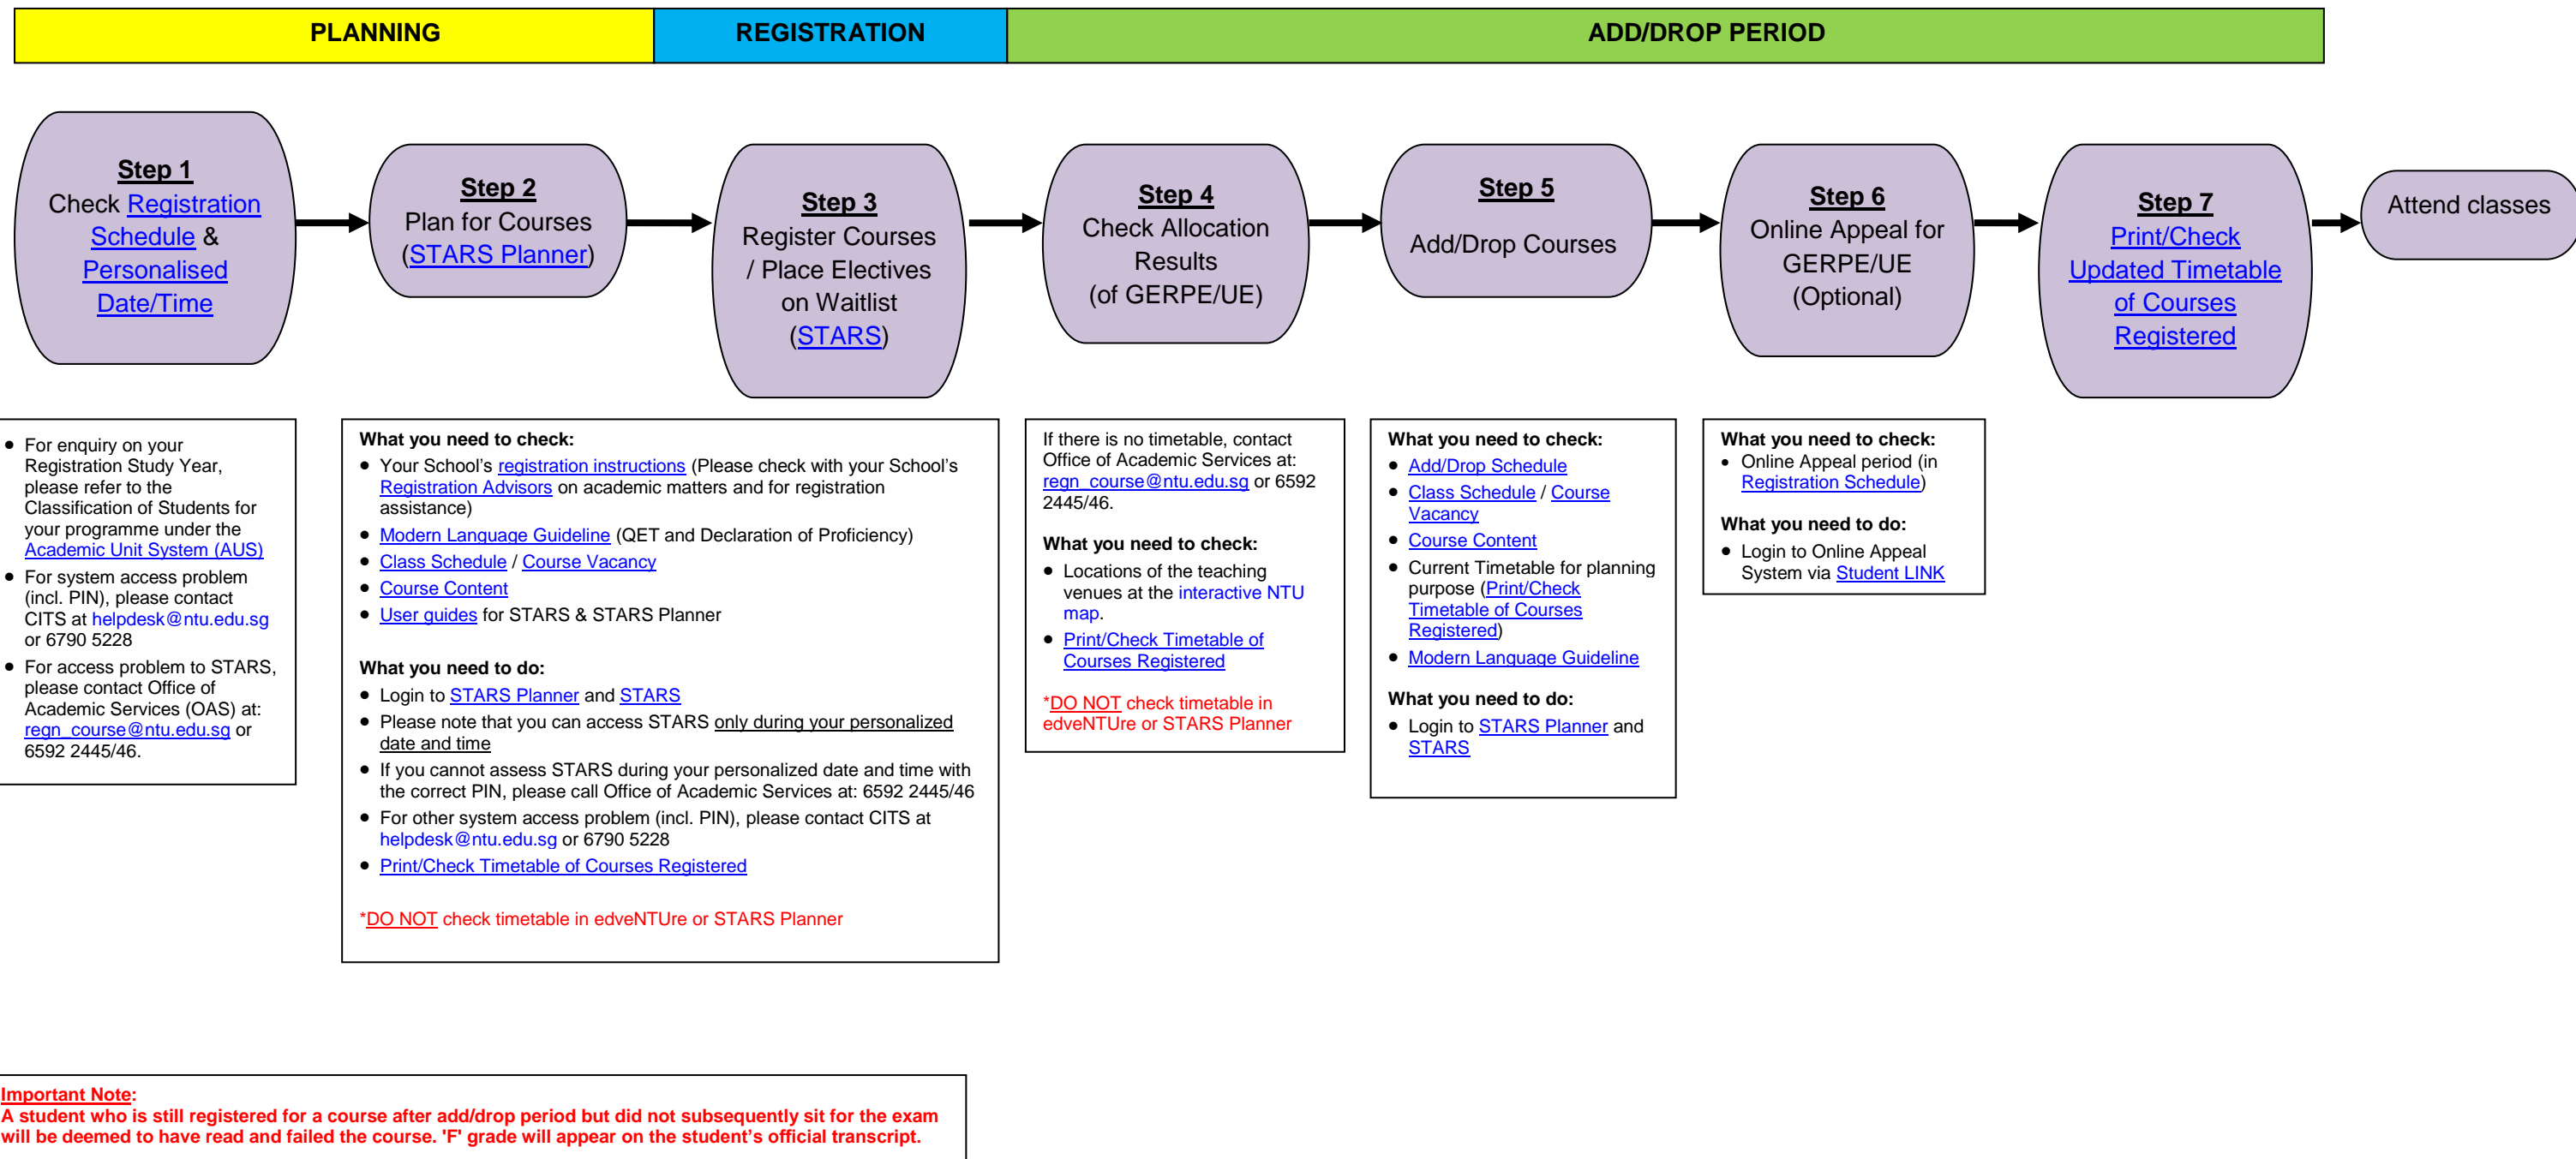 PLANNING
REGISTRATION
ADD/DROP PERIOD
Step 1
Check Registration
Schedule &
Personalised
Date/Time
Step 2
Plan for Courses
(STARS Planner)
Step 3
Register Courses
/ Place Electives
on Waitlist
(STARS)
Step 4
Check Allocation
Results
(of GERPE/UE)
Step 5
Add/Drop Courses
Step 6
Online Appeal for
GERPE/UE
(Optional)
Step 7
Print/Check
Updated Timetable
of Courses
Registered
Attend classes
• For enquiry on your
Registration Study Year,
please refer to the
Classification of Students for
your programme under the
Academic Unit System (AUS)
• For system access problem
(incl. PIN), please contact
CITS at helpdesk@ntu.edu.sg
or 6790 5228
• For access problem to STARS,
please contact Office of
Academic Services (OAS) at:
regn_course@ntu.edu.sg or
6592 2445/46.
What you need to check:
• Your School's registration instructions (Please check with your School's
Registration Advisors on academic matters and for registration
assistance)
• Modern Language Guideline (QET and Declaration of Proficiency)
• Class Schedule / Course Vacancy
• Course Content
• User guides for STARS & STARS Planner
What you need to do:
• Login to STARS Planner and STARS
• Please note that you can access STARS only during your personalized
date and time
• If you cannot assess STARS during your personalized date and time with
the correct PIN, please call Office of Academic Services at: 6592 2445/46
• For other system access problem (incl. PIN), please contact CITS at
helpdesk@ntu.edu.sg or 6790 5228
• Print/Check Timetable of Courses Registered
*DO NOT check timetable in edveNTUre or STARS Planner
If there is no timetable, contact
Office of Academic Services at:
regn_course@ntu.edu.sg or 6592
2445/46.
What you need to check:
• Locations of the teaching
venues at the interactive NTU
map.
• Print/Check Timetable of
Courses Registered
*DO NOT check timetable in
edveNTUre or STARS Planner
What you need to check:
• Add/Drop Schedule
• Class Schedule / Course
Vacancy
• Course Content
• Current Timetable for planning
purpose (Print/Check
Timetable of Courses
Registered)
• Modern Language Guideline
What you need to do:
• Login to STARS Planner and
STARS
What you need to check:
• Online Appeal period (in
Registration Schedule)
What you need to do:
• Login to Online Appeal
System via Student LINK
Important Note:
A student who is still registered for a course after add/drop period but did not subsequently sit for the exam
will be deemed to have read and failed the course. 'F' grade will appear on the student's official transcript.